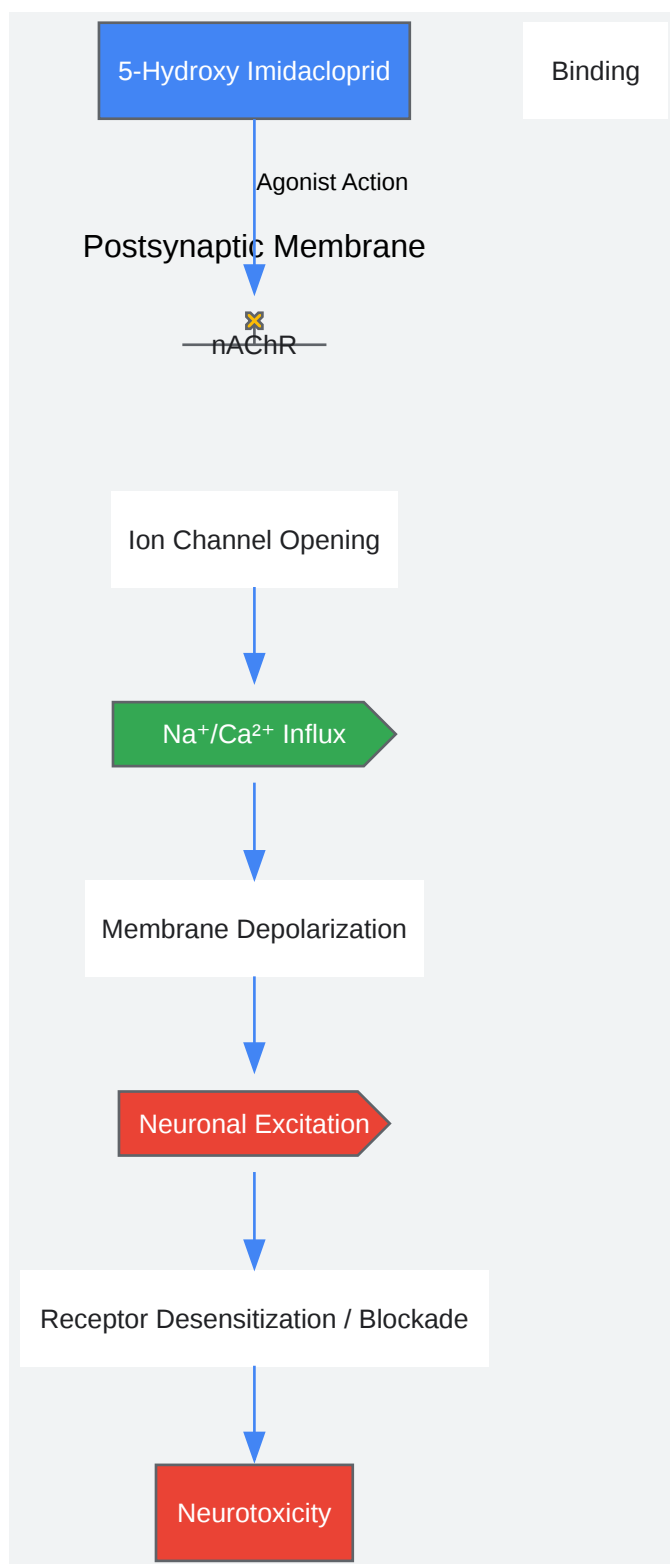 5-Hydroxy Imidacloprid
Binding
Agonist Action
Postsynaptic Membrane
nAChR
Ion Channel Opening
Na⁺/Ca²⁺ Influx
Membrane Depolarization
Neuronal Excitation
Receptor Desensitization / Blockade
Neurotoxicity